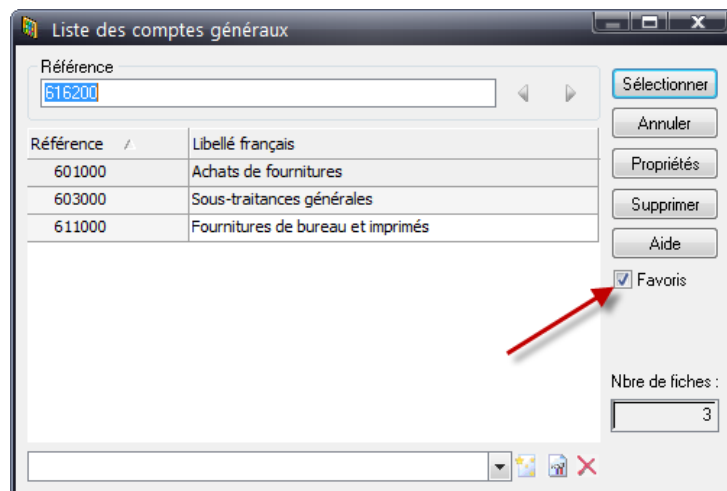 Liste des comptes généraux
Référence
616200
Sélectionner
Annuler
Propriétés
Supprimer
Aide
Favoris
Référence Libellé français
601000 Achats de fournitures
603000 Sous-traitances générales
611000 Fournitures de bureau et imprimés
Nbre de fiches :
3